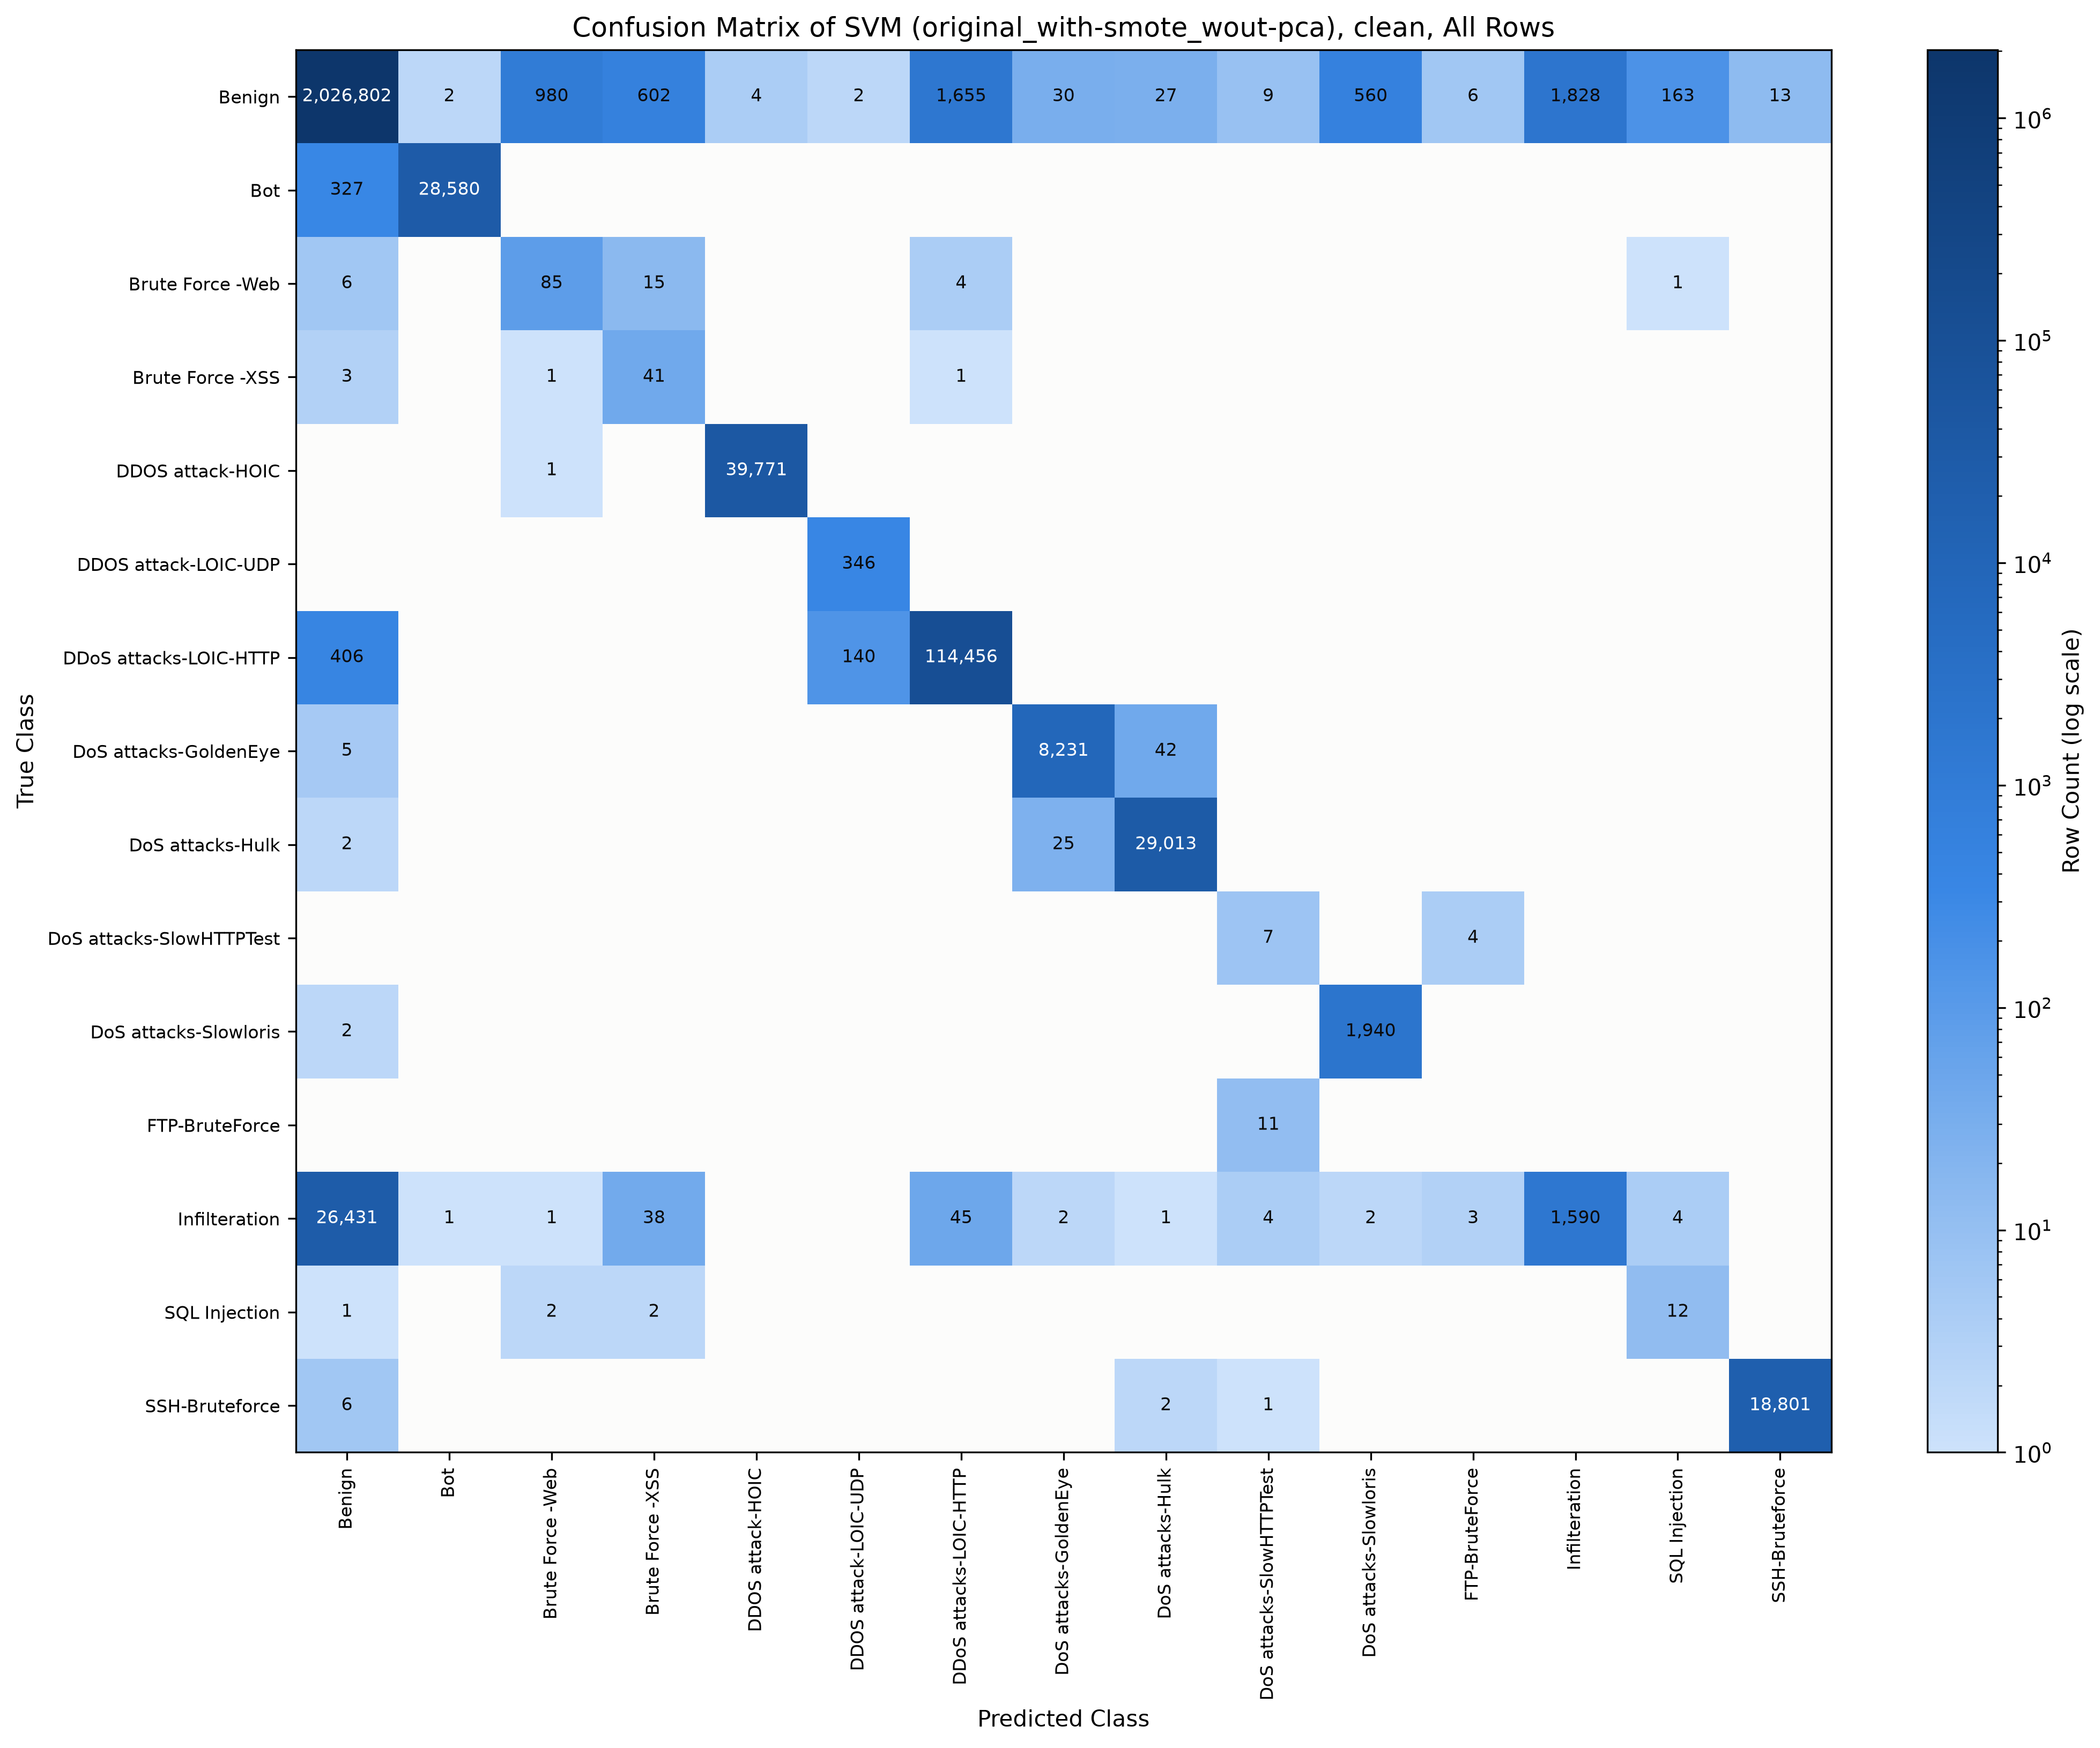 Confusion Matrix of SVM (original_with-smote_wout-pca), clean, All Rows
True Class
Benign 2,026,802 2 980 602 4 2 1,655 30 27 9 560 6 1,828 163 13
Bot 327 28,580
Brute Force -Web 6 85 15 4 1
Brute Force -XSS 3 1 41 1
DDOS attack-HOIC 1 39,771
DDOS attack-LOIC-UDP 346
DDoS attacks-LOIC-HTTP 406 140 114,456
DoS attacks-GoldenEye 5 8,231 42
DoS attacks-Hulk 2 25 29,013
DoS attacks-SlowHTTPTest 7 4
DoS attacks-Slowloris 2 1,940
FTP-BruteForce 11
Infilteration 26,431 1 1 38 45 2 1 4 2 3 1,590 4
SQL Injection 1 2 2 12
SSH-Bruteforce 6 2 1 18,801
Benign
Bot
Brute Force -Web
Brute Force -XSS
DDOS attack-HOIC
DDOS attack-LOIC-UDP
DDoS attacks-LOIC-HTTP
DoS attacks-GoldenEye
DoS attacks-Hulk
DoS attacks-SlowHTTPTest
DoS attacks-Slowloris
FTP-BruteForce
Infilteration
SQL Injection
SSH-Bruteforce
Predicted Class
10⁶
10⁵
10⁴
10³
10²
10¹
10⁰
Row Count (log scale)